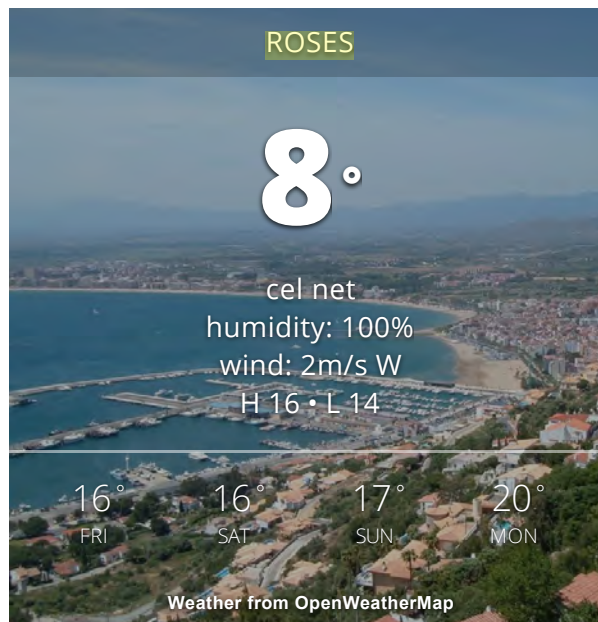 ROSES
8°
cel net
humidity: 100%
wind: 2m/s W
H 16 • L 14
16° 16° 17° 20°
FRI SAT SUN MON
Weather from OpenWeatherMap